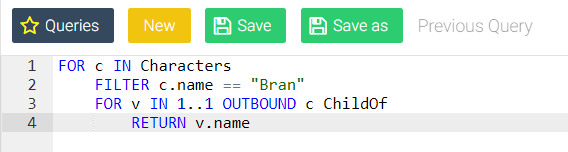 Queries New Save Save as Previous Query
1 FOR c IN Characters
2 FILTER c.name == "Bran"
3 FOR v IN 1..1 OUTBOUND c ChildOf
4 RETURN v.name